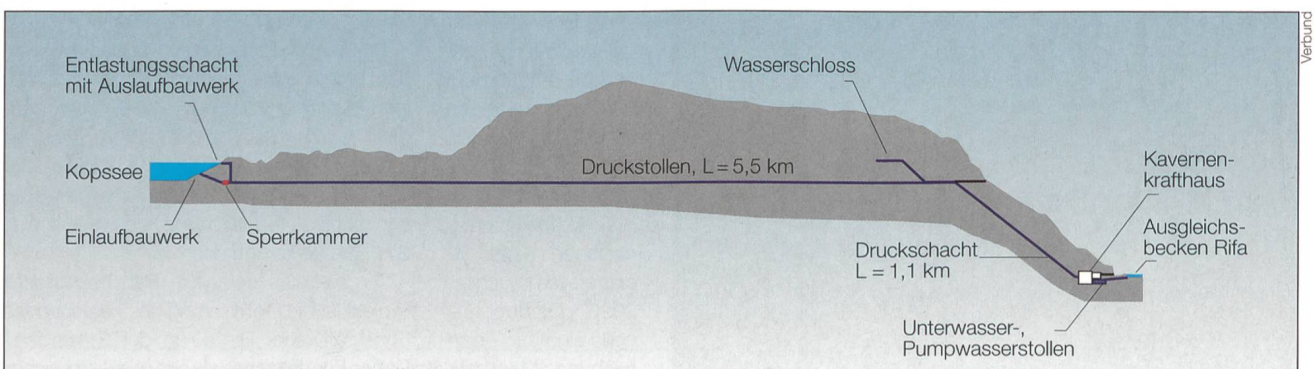 Verbund
Entlastungsschacht
mit Auslaufbauwerk
Wasserschloss
Kopssee
Druckstollen, L = 5,5 km
Kavernen-
krafthaus
Einlaufbauwerk
Sperrkammer
Ausgleichs-
becken Rifa
Druckschacht
L = 1,1 km
Unterwasser-,
Pumpwasserstollen